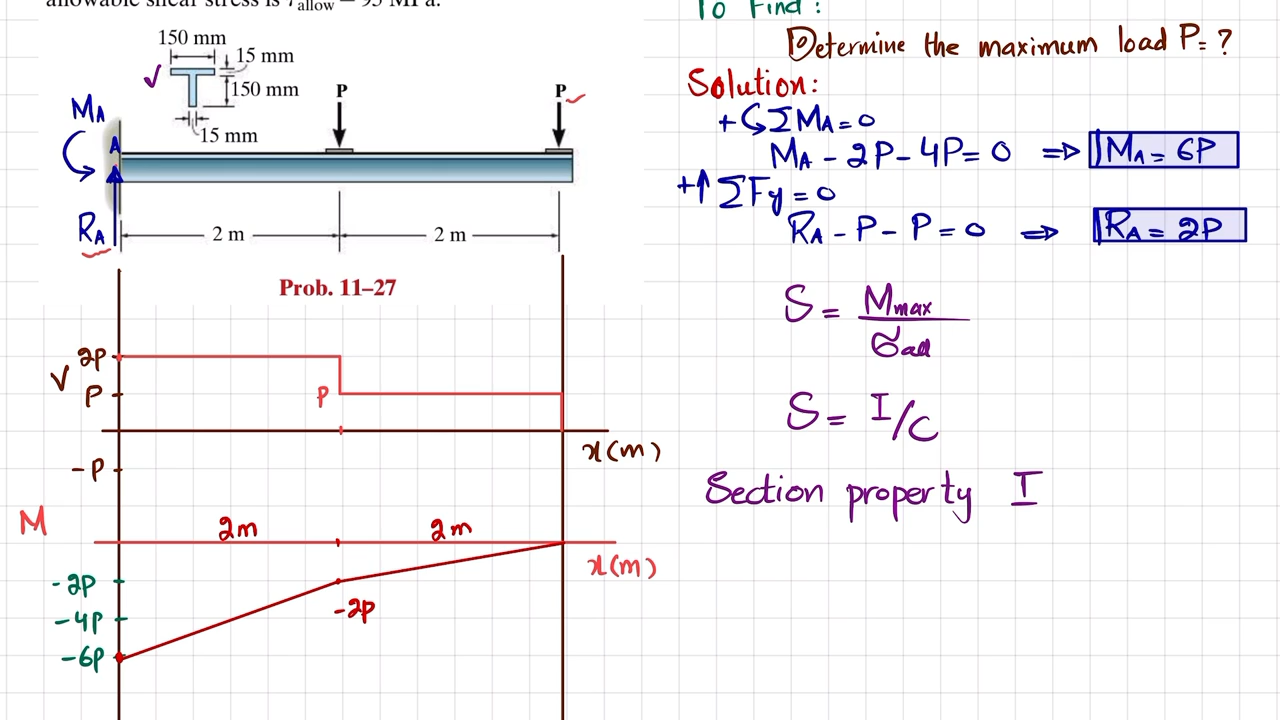 allowable shear stress is τallow = 95 MPa.
150 mm
15 mm
150 mm
15 mm
P
P
MA
A
RA
2 m
2 m
Prob. 11–27
V
2P
P
-P
P
x(m)
M
2m
2m
x(m)
-2P
-4P
-6P
-2P
To Find :
Determine the maximum load P= ?
Solution:
+ ΣMA = 0
MA - 2P - 4P = 0 => MA = 6P
+↑ ΣFy = 0
RA - P - P = 0 => RA = 2P
S = Mmax / σall
S = I/C
Section property I